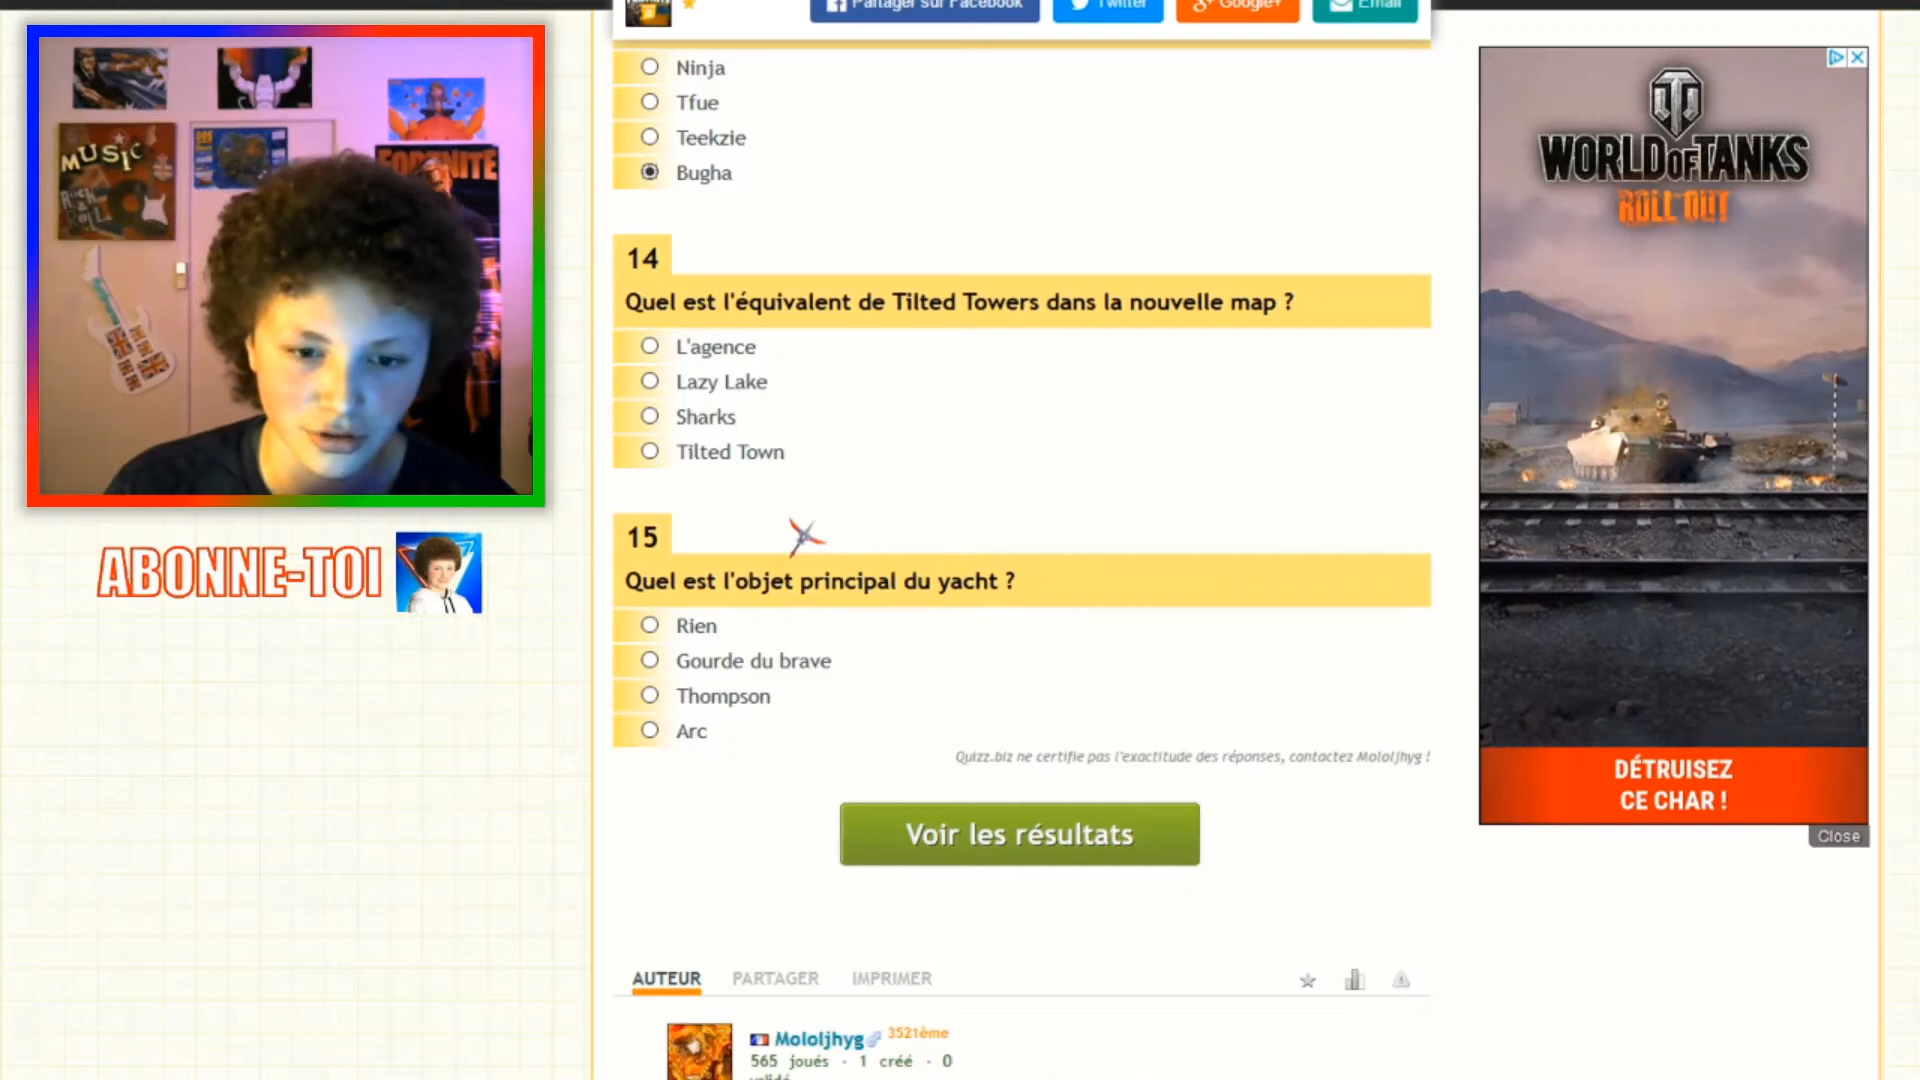 Partager sur Facebook
Twitter
Google+
Email
Ninja
Tfue
Teekzie
Bugha
14
Quel est l'équivalent de Tilted Towers dans la nouvelle map ?
L'agence
Lazy Lake
Sharks
Tilted Town
15
Quel est l'objet principal du yacht ?
Rien
Gourde du brave
Thompson
Arc
Quizz.biz ne certifie pas l'exactitude des réponses, contactez Mololjhyg !
Voir les résultats
AUTEUR
PARTAGER
IMPRIMER
Mololjhyg 3521ème
565 joués · 1 créé · 0
validé
MUSIC
ROCK
& ROLL
FORTNITE
ABONNE-TOI
WORLD OF TANKS
ROLL OUT
DÉTRUISEZ
CE CHAR !
Close